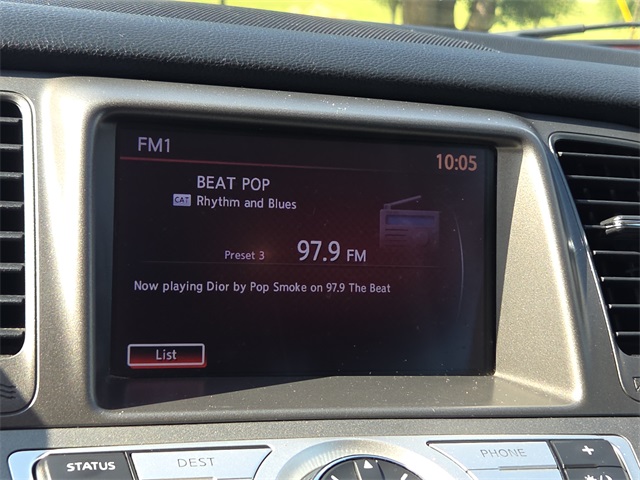 FM1
10:05
BEAT POP
CAT Rhythm and Blues
Preset 3 97.9 FM
Now playing Dior by Pop Smoke on 97.9 The Beat
List
STATUS DEST PHONE